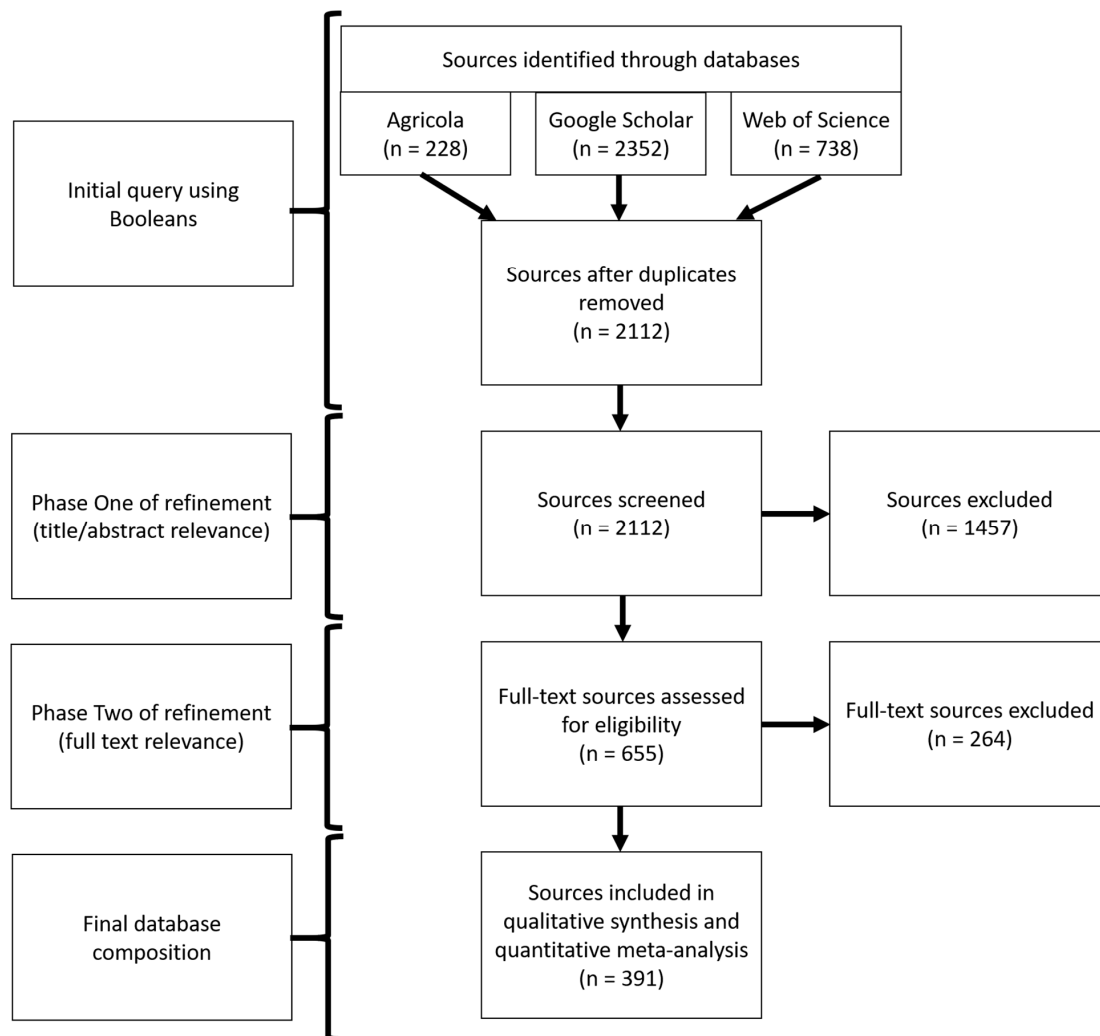 Sources identified through databases
Agricola
(n = 228)
Google Scholar
(n = 2352)
Web of Science
(n = 738)
Initial query using
Booleans
Sources after duplicates
removed
(n = 2112)
Phase One of refinement
(title/abstract relevance)
Sources screened
(n = 2112)
Sources excluded
(n = 1457)
Phase Two of refinement
(full text relevance)
Full-text sources assessed
for eligibility
(n = 655)
Full-text sources excluded
(n = 264)
Final database
composition
Sources included in
qualitative synthesis and
quantitative meta-analysis
(n = 391)